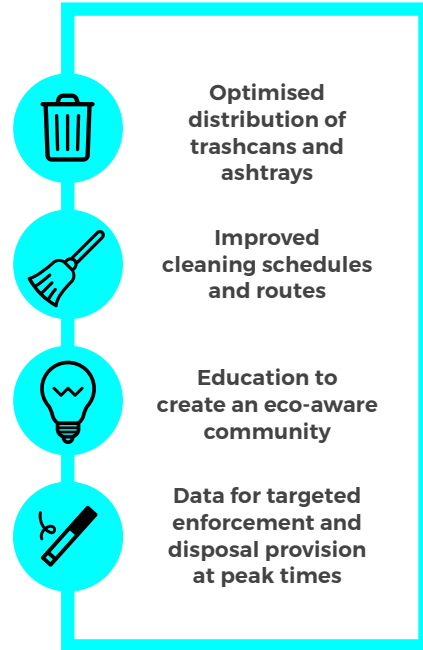 Optimised
distribution of
trashcans and
ashtrays
Improved
cleaning schedules
and routes
Education to
create an eco-aware
community
Data for targeted
enforcement and
disposal provision
at peak times